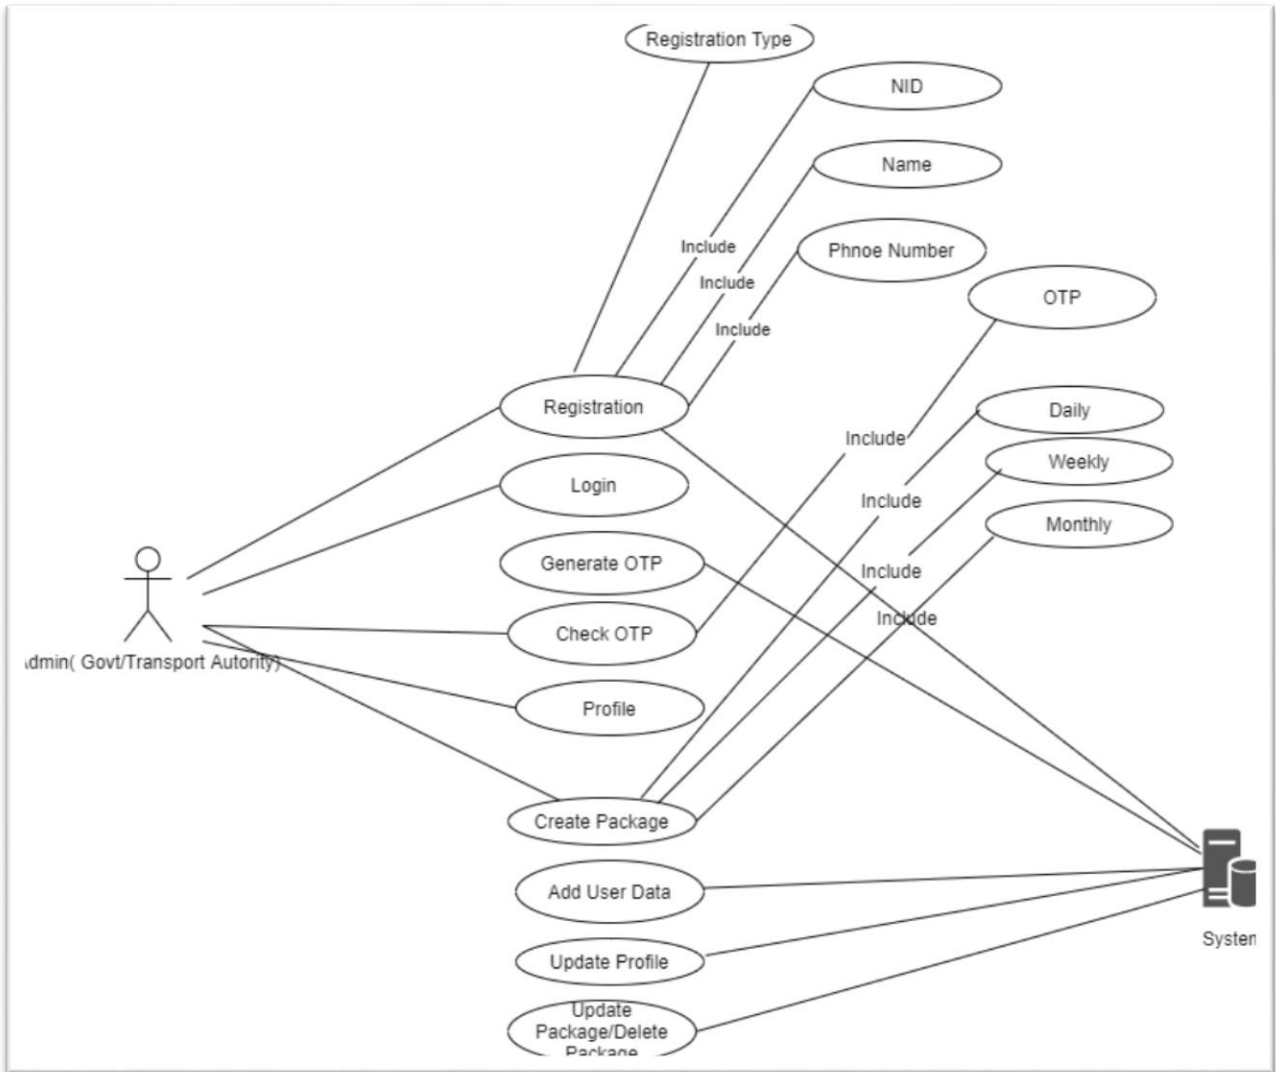 Registration Type
NID
Name
Include
Phnoe Number
Include
OTP
Include
Registration
Daily
Include
Weekly
Login
Include
Monthly
Generate OTP
Include
Include
Check OTP
dmin( Govt/Transport Autority)
Profile
Create Package
Add User Data
Systen
Update Profile
Update
Package/Delete
Package